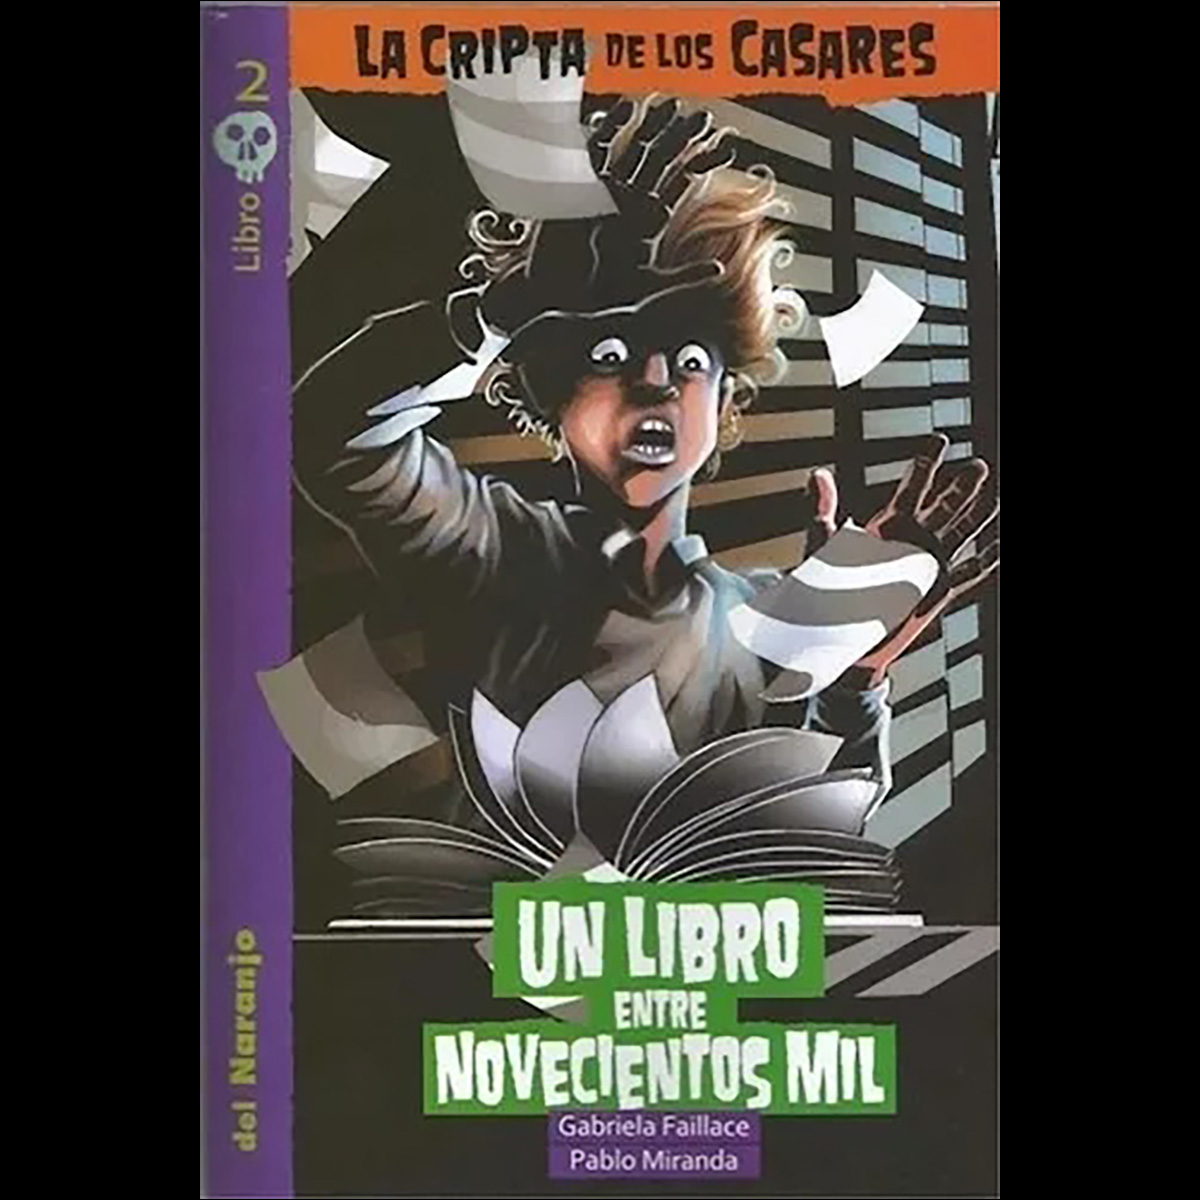 LA CRIPTA DE LOS CASARES
Libro 2
UN LIBRO
ENTRE
NOVECIENTOS MIL
Gabriela Faillace
Pablo Miranda
del Naranjo